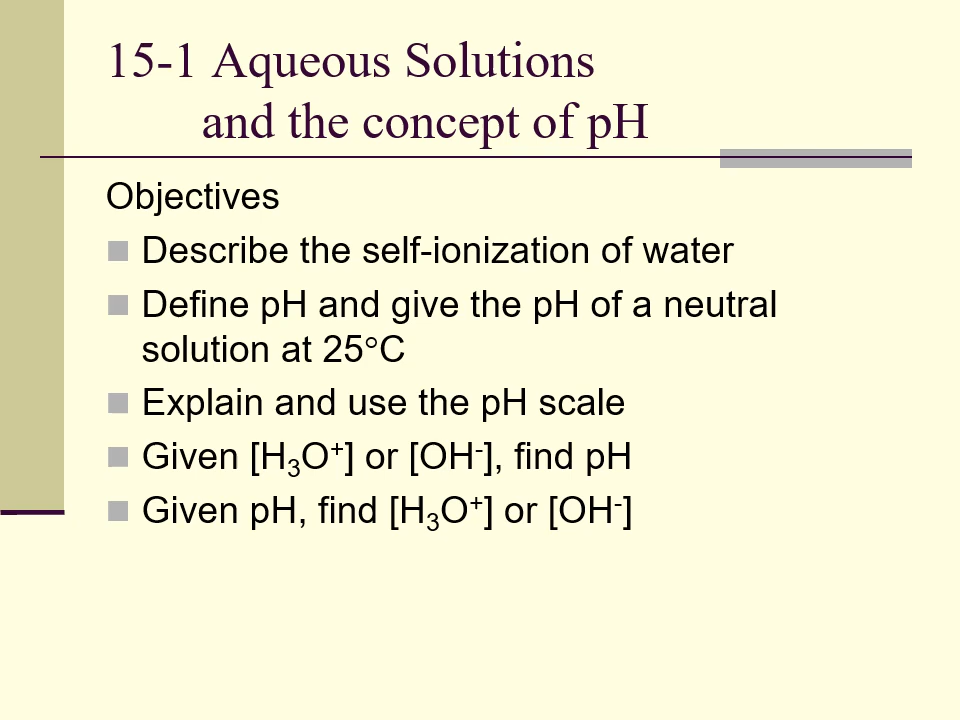 15-1 Aqueous Solutions
and the concept of pH
Objectives
Describe the self-ionization of water
Define pH and give the pH of a neutral
solution at 25°C
Explain and use the pH scale
Given [H₃O⁺] or [OH⁻], find pH
Given pH, find [H₃O⁺] or [OH⁻]